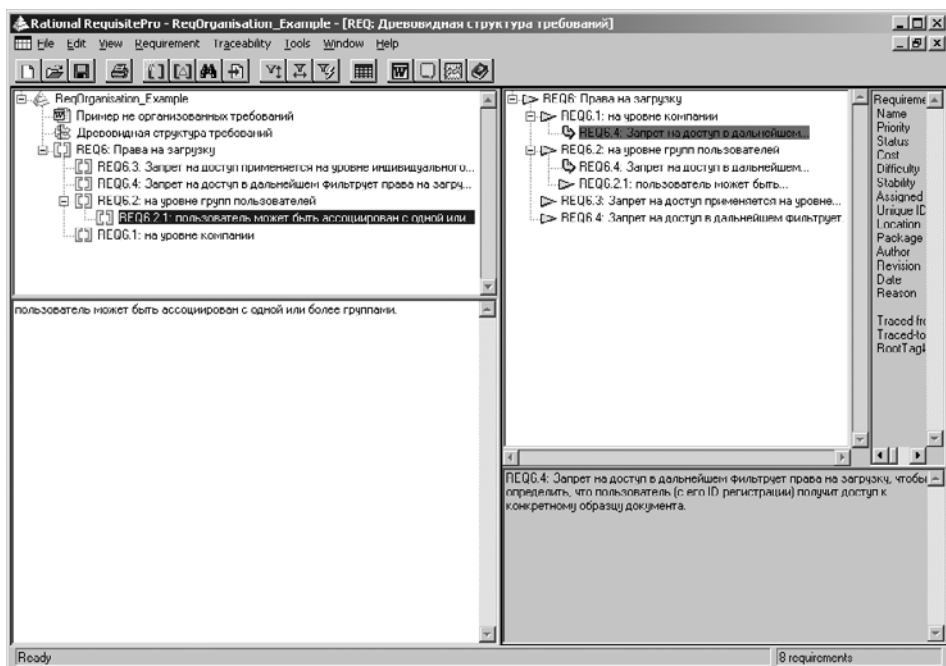 Rational RequisitePro - ReqOrganisation_Example - [REQ: Древовидная структура требований]
File Edit View Requirement Traceability Tools Window Help
ReqOrganisation_Example
Пример не организованных требований
Древовидная структура требований
REQ6: Права на загрузку
REQ6.3: Запрет на доступ применяется на уровне индивидуального...
REQ6.4: Запрет на доступ в дальнейшем фильтрует права на загру...
REQ6.2: на уровне групп пользователей
REQ6.2.1: пользователь может быть ассоциирован с одной или
REQ6.1: на уровне компании
пользователь может быть ассоциирован с одной или более группами.
REQ6: Права на загрузку
REQ6.1: на уровне компании
REQ6.4: Запрет на доступ в дальнейшем...
REQ6.2: на уровне групп пользователей
REQ6.4: Запрет на доступ в дальнейшем...
REQ6.2.1: пользователь может быть...
REQ6.3: Запрет на доступ применяется на уровне...
REQ6.4: Запрет на доступ в дальнейшем фильтрует.
Requireme
Name
Priority
Status
Cost
Difficulty
Stability
Assigned
Unique ID
Location
Package
Author
Revision
Date
Reason
Traced fro
Traced-to
RootTag#
REQ6.4: Запрет на доступ в дальнейшем фильтрует права на загрузку, чтобы
определить, что пользователь (с его ID регистрации) получит доступ к
конкретному образцу документа.
Ready
8 requirements